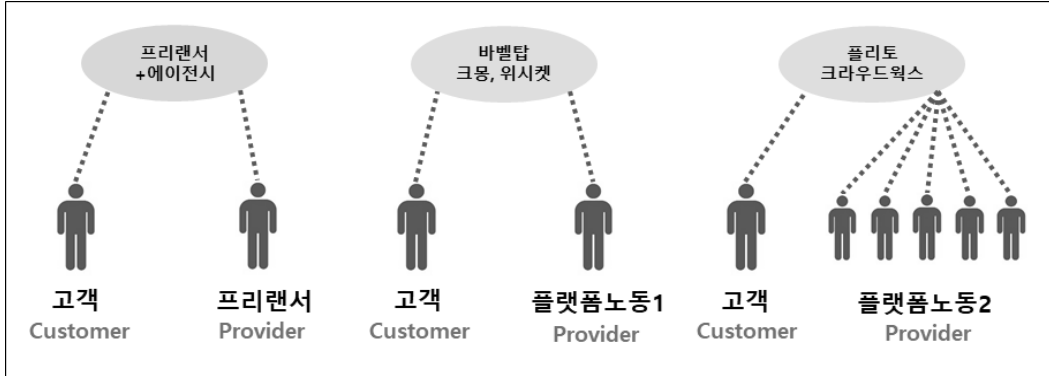 프리랜서
+에이전시
바벨탑
크몽, 위시켓
플리토
크라우드웍스
고객
Customer
프리랜서
Provider
고객
Customer
플랫폼노동1
Provider
고객
Customer
플랫폼노동2
Provider